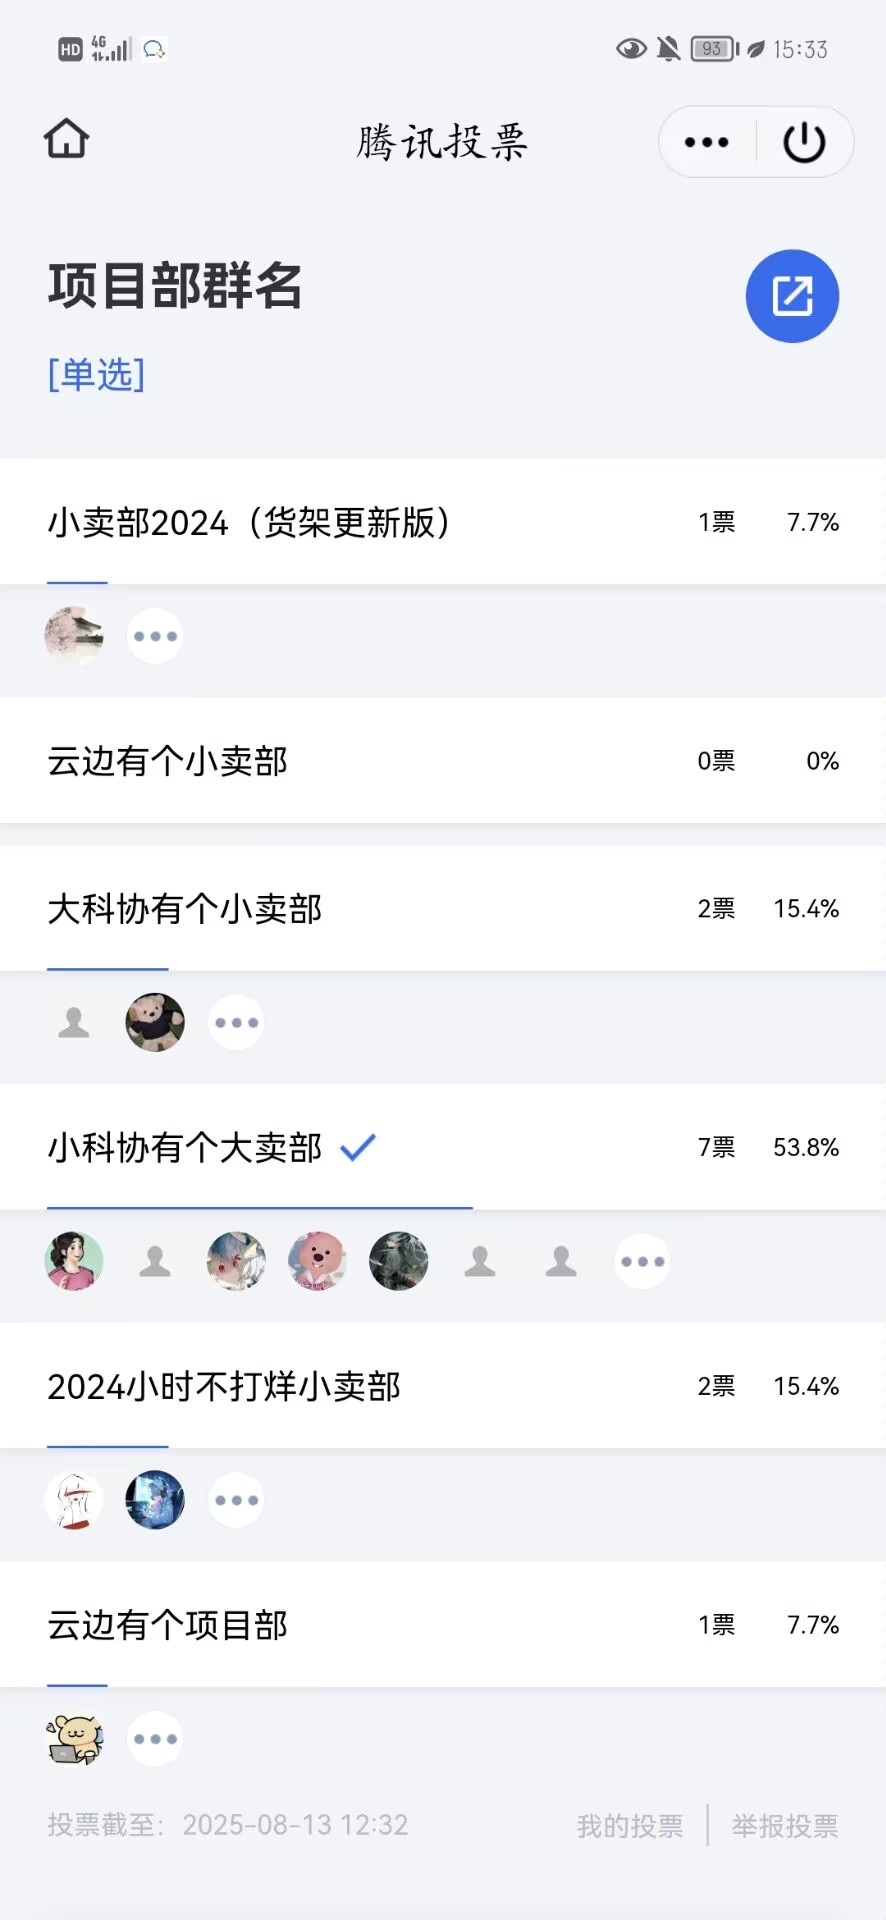 HD 4G 93 15:33
腾讯投票
项目部群名
[单选]
小卖部2024（货架更新版） 1票 7.7%
云边有个小卖部 0票 0%
大科协有个小卖部 2票 15.4%
小科协有个大卖部 7票 53.8%
2024小时不打烊小卖部 2票 15.4%
云边有个项目部 1票 7.7%
投票截至：2025-08-13 12:32 我的投票 举报投票